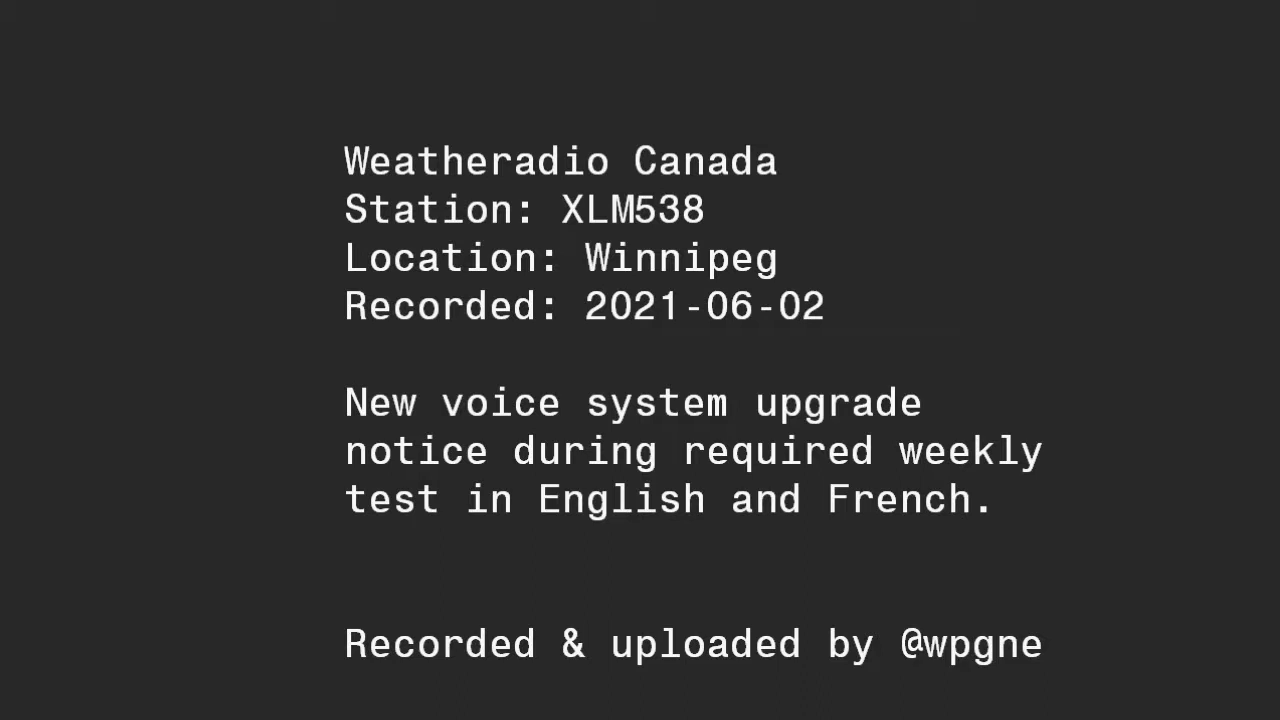 Weatheradio Canada
Station: XLM538
Location: Winnipeg
Recorded: 2021-06-02
New voice system upgrade
notice during required weekly
test in English and French.
Recorded & uploaded by @wpgne